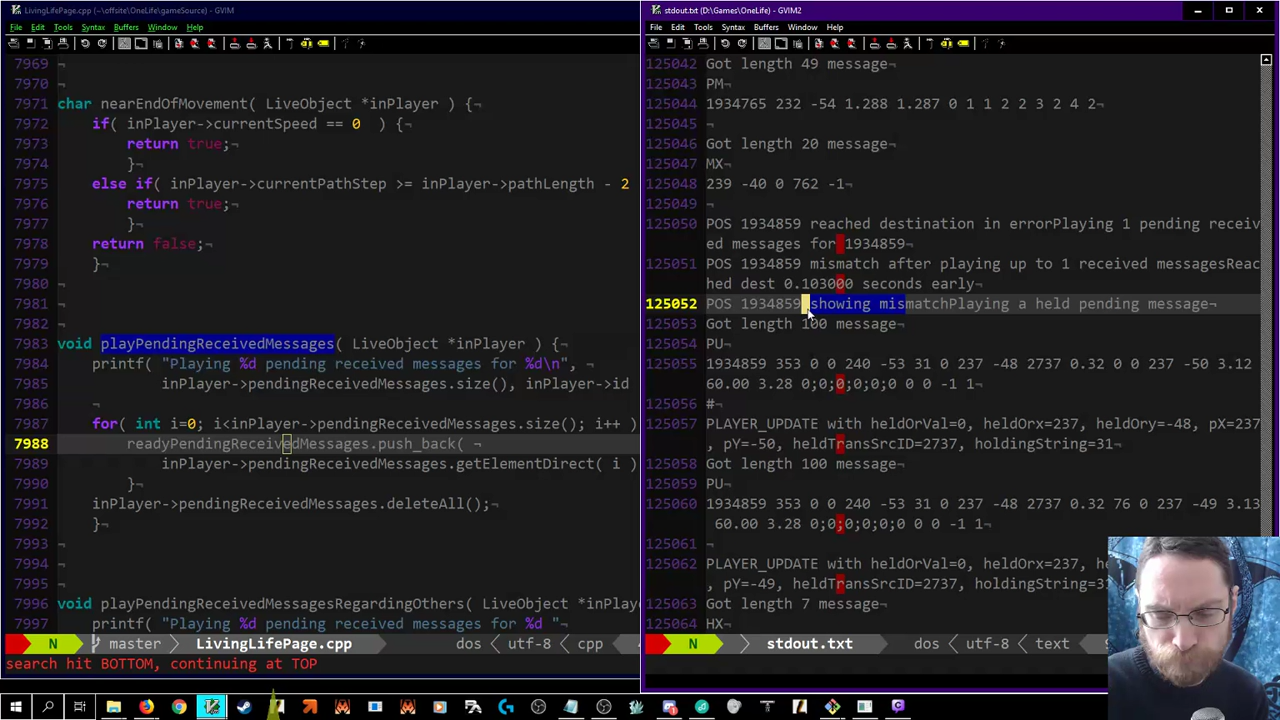 LivingLifePage.cpp (~\offsite\OneLife\gameSource) - GVIM
File Edit Tools Syntax Buffers Window Help
7969 ¬
7970 ¬
7971 char nearEndOfMovement( LiveObject *inPlayer ) {¬
7972 if( inPlayer->currentSpeed == 0  ) {¬
7973 return true;¬
7974 }¬
7975 else if( inPlayer->currentPathStep >= inPlayer->pathLength - 2
7976 return true;¬
7977 }¬
7978 return false;¬
7979 }¬
7980 ¬
7981 ¬
7982 ¬
7983 void playPendingReceivedMessages( LiveObject *inPlayer ) {¬
7984 printf( "Playing %d pending received messages for %d\n",
7985 inPlayer->pendingReceivedMessages.size(), inPlayer->id
7986 ¬
7987 for( int i=0; i<inPlayer->pendingReceivedMessages.size(); i++ )
7988 readyPendingReceivedMessages.push_back( ¬
7989 inPlayer->pendingReceivedMessages.getElementDirect( i )
7990 }¬
7991 inPlayer->pendingReceivedMessages.deleteAll();¬
7992 }¬
7993 ¬
7994 ¬
7995 ¬
7996 void playPendingReceivedMessagesRegardingOthers( LiveObject *in
7997 printf( "Playing %d pending received messages for %d "
N master LivingLifePage.cpp dos utf-8 cpp
search hit BOTTOM, continuing at TOP
stdout.txt (D:\Games\OneLife) - GVIM2
File Edit Tools Syntax Buffers Window Help
125042 Got length 49 message¬
125043 PM¬
125044 1934765 232 -54 1.288 1.287 0 1 1 2 2 3 2 4 2¬
125045 ¬
125046 Got length 20 message¬
125047 MX¬
125048 239 -40 0 762 -1¬
125049 ¬
125050 POS 1934859 reached destination in errorPlaying 1 pending receiv
ed messages for 1934859¬
125051 POS 1934859 mismatch after playing up to 1 received messagesReac
hed dest 0.103000 seconds early¬
125052 POS 1934859 showing mismatchPlaying a held pending message¬
125053 Got length 100 message¬
125054 PU¬
125055 1934859 353 0 0 240 -53 31 0 237 -48 2737 0.32 0 0 237 -50 3.12
60.00 3.28 0;0;0;0;0;0 0 0 -1 1¬
125056 #¬
125057 PLAYER_UPDATE with heldOrVal=0, heldOrx=237, heldOry=-48, pX=237
, pY=-50, heldTransSrcID=2737, holdingString=31¬
125058 Got length 100 message¬
125059 PU¬
125060 1934859 353 0 0 240 -53 31 0 237 -48 2737 0.32 76 0 237 -49 3.13
60.00 3.28 0;0;0;0;0;0 0 0 -1 1¬
125061 ¬
125062 PLAYER_UPDATE with heldOrVal=0, heldOrx=237, heldOr
, pY=-49, heldTransSrcID=2737, holdingString=3
125063 Got length 7 message¬
125064 HX¬
N stdout.txt dos utf-8 text